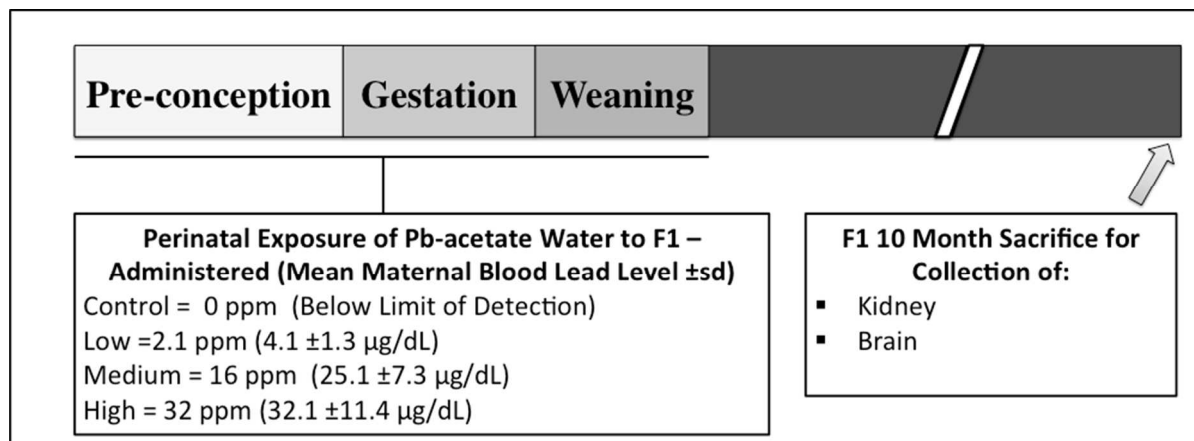 Pre-conception Gestation Weaning
Perinatal Exposure of Pb-acetate Water to F1 –
Administered (Mean Maternal Blood Lead Level ±sd)
Control = 0 ppm (Below Limit of Detection)
Low =2.1 ppm (4.1 ±1.3 µg/dL)
Medium = 16 ppm (25.1 ±7.3 µg/dL)
High = 32 ppm (32.1 ±11.4 µg/dL)
F1 10 Month Sacrifice for
Collection of:
▪ Kidney
▪ Brain